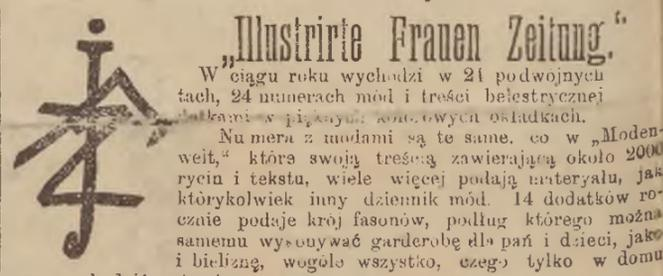 „Illustrirte Frauen Zeitung.“
W ciągu roku wychodzi w 24 podwójnych
tach, 24 numerach mód i treści beletrystycznej
w okładkach.
Numera z modami są te same, co w „Moden-
welt,“ które swoją treścią zawierającą około 2000
rycin i tekstu, wiele więcej podają materyału, jak
którykolwiek inny dziennik mód. 14 dodatków ro-
cznie podaje krój fasonów, podług którego można
samemu wykonywać garderobę dla pań i dzieci, jako
i bieliznę, wogóle wszystko, czego tylko w domu